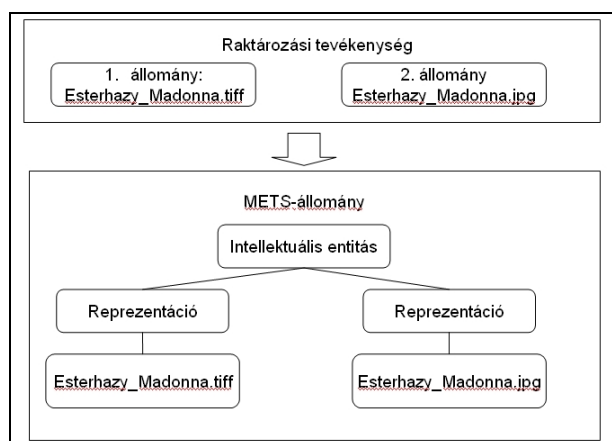 Raktározási tevékenység
1. állomány:
Esterhazy_Madonna.tiff
2. állomány
Esterhazy_Madonna.jpg
METS-állomány
Intellektuális entitás
Reprezentáció
Reprezentáció
Esterhazy_Madonna.tiff
Esterhazy_Madonna.jpg